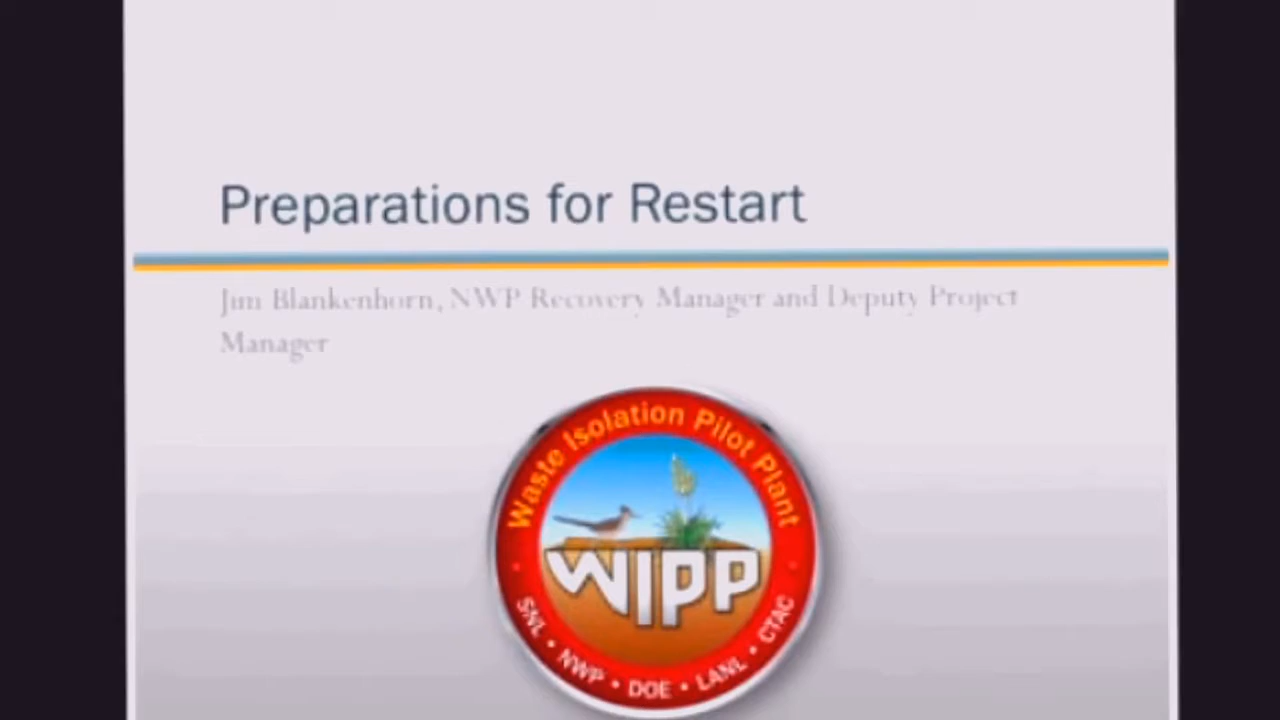 Preparations for Restart
Jim Blankenhorn, NWP Recovery Manager and Deputy Project
Manager
Waste Isolation Pilot Plant
WIPP
SNL • NWP • DOE • LANL • CTAC